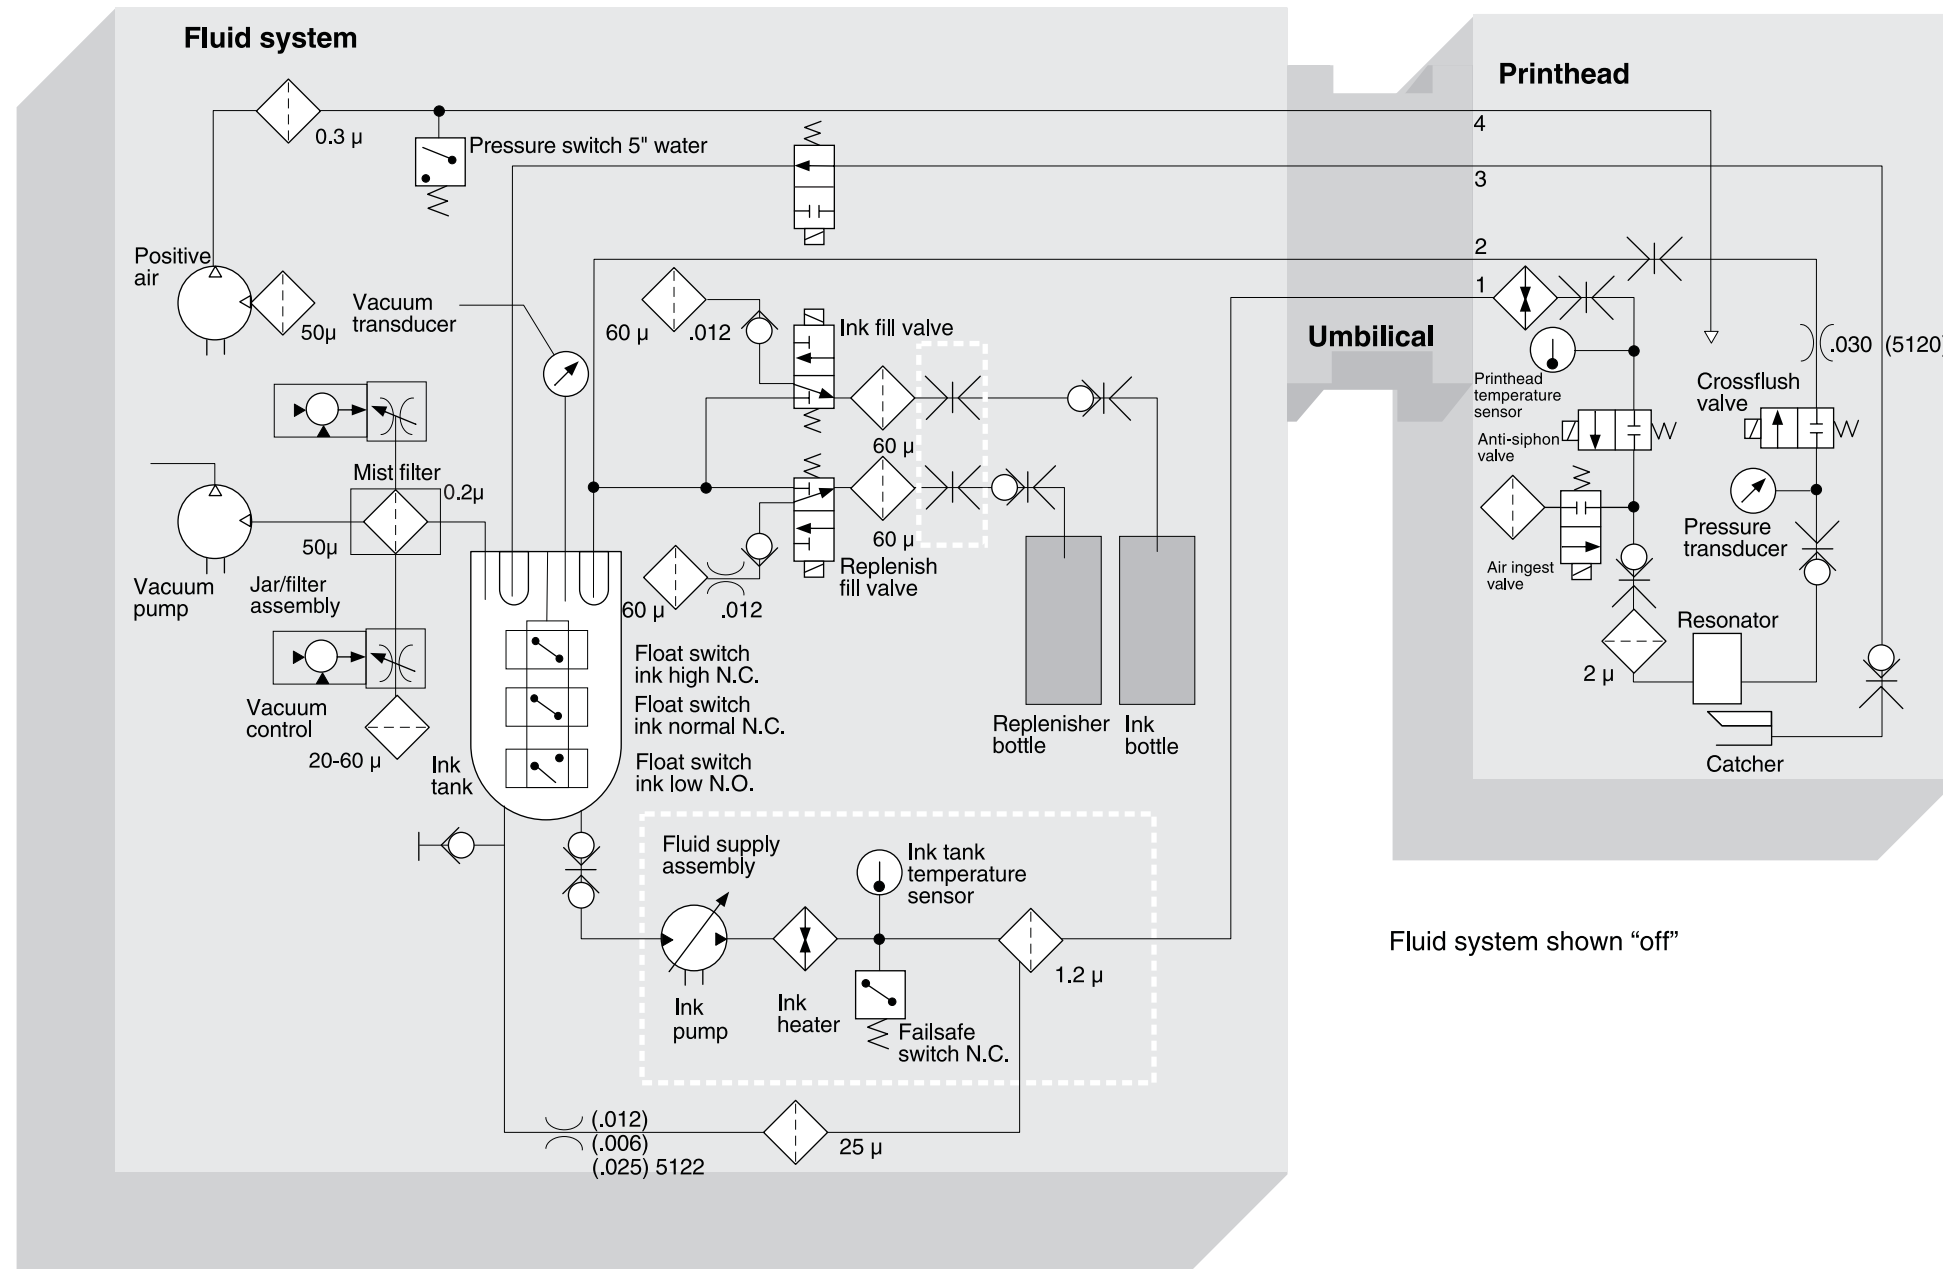 Fluid system
Printhead
0.3 µ
Pressure switch 5" water
4
3
2
1
Positive
air
50µ
Vacuum
transducer
60 µ
.012
Ink fill valve
Umbilical
.030 (5120)
Printhead
temperature
sensor
Crossflush
valve
Anti-siphon
valve
60 µ
Mist filter
0.2µ
50µ
60 µ
Pressure
transducer
Vacuum
pump
Jar/filter
assembly
Replenish
fill valve
Air ingest
valve
60 µ
.012
Resonator
2 µ
Float switch
ink high N.C.
Float switch
ink normal N.C.
Float switch
ink low N.O.
Vacuum
control
20-60 µ
Ink
tank
Replenisher
bottle
Ink
bottle
Catcher
Fluid supply
assembly
Ink tank
temperature
sensor
Fluid system shown “off”
1.2 µ
Ink
pump
Ink
heater
Failsafe
switch N.C.
(.012)
(.006)
(.025) 5122
25 µ